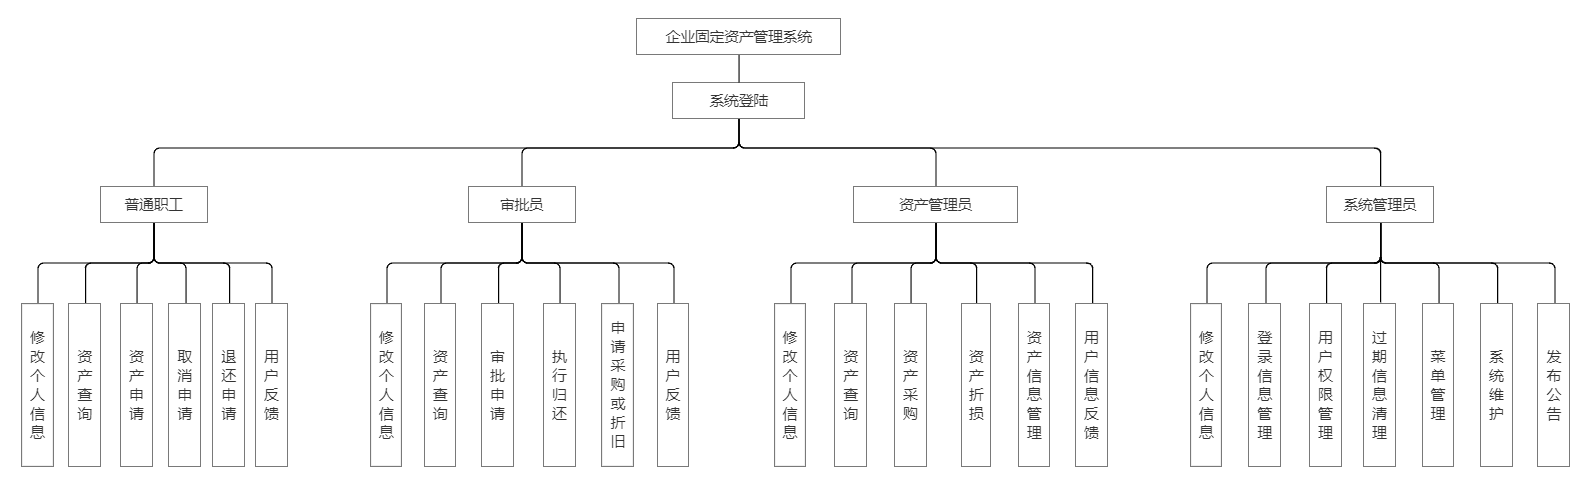 企业固定资产管理系统
系统登陆
普通职工
审批员
资产管理员
系统管理员
修改个人信息
资产查询
资产申请
取消申请
退还申请
用户反馈
修改个人信息
资产查询
审批申请
执行归还
申请采购或折旧
用户反馈
修改个人信息
资产查询
资产采购
资产折损
资产信息管理
用户信息反馈
修改个人信息
登录信息管理
用户权限管理
过期信息清理
菜单管理
系统维护
发布公告